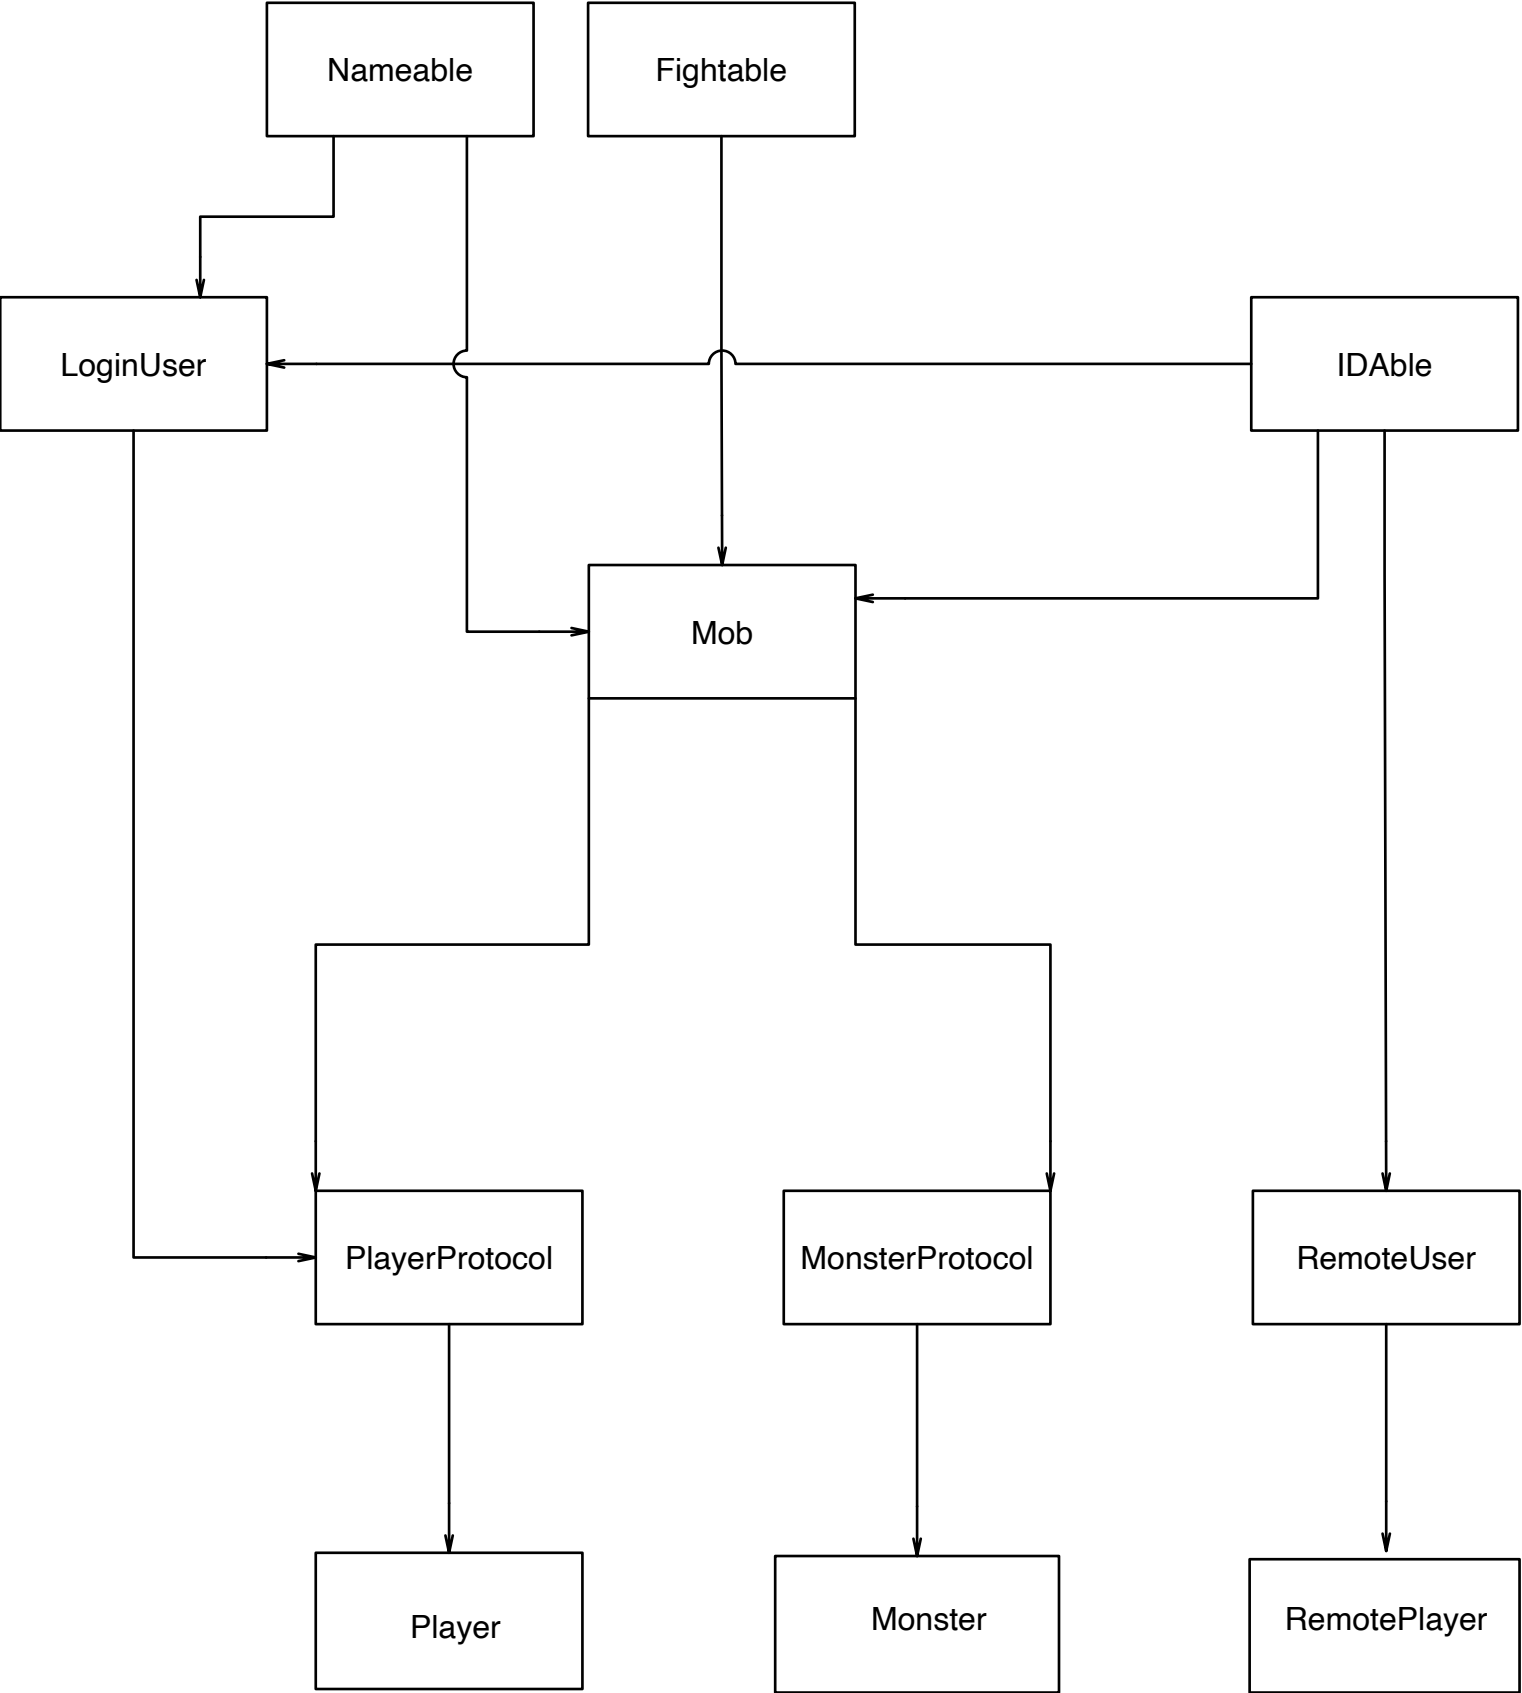 Nameable
Fightable
LoginUser
IDAble
Mob
PlayerProtocol
MonsterProtocol
RemoteUser
Player
Monster
RemotePlayer